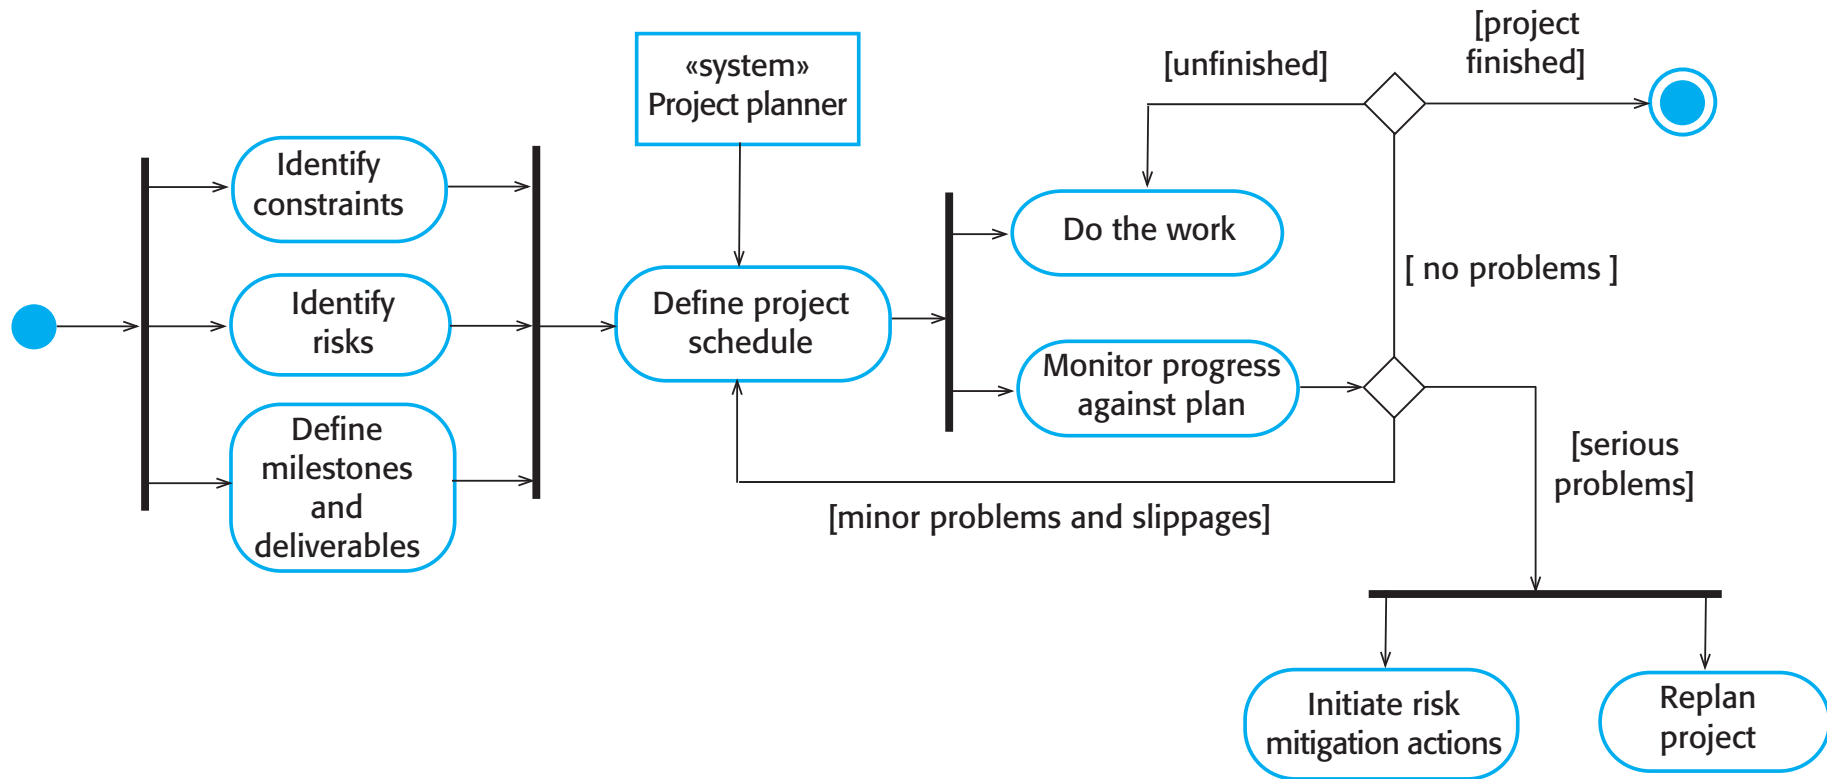 Identify
constraints
Identify
risks
Define
milestones
and
deliverables
«system»
Project planner
Define project
schedule
[unfinished]
[project
finished]
Do the work
[ no problems ]
Monitor progress
against plan
[minor problems and slippages]
[serious
problems]
Initiate risk
mitigation actions
Replan
project